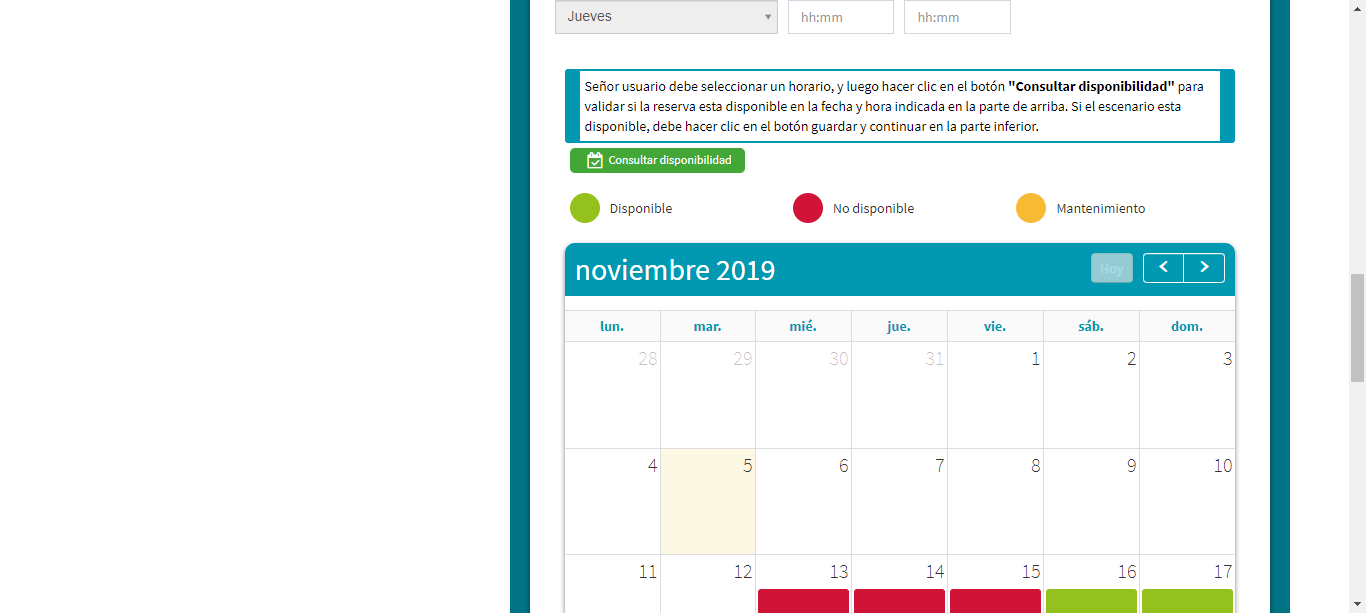 Jueves hh:mm hh:mm
Señor usuario debe seleccionar un horario, y luego hacer clic en el botón "Consultar disponibilidad" para
validar si la reserva esta disponible en la fecha y hora indicada en la parte de arriba. Si el escenario esta
disponible, debe hacer clic en el botón guardar y continuar en la parte inferior.
Consultar disponibilidad
Disponible No disponible Mantenimiento
noviembre 2019 Hoy
lun. mar. mié. jue. vie. sáb. dom.
28 29 30 31 1 2 3
4 5 6 7 8 9 10
11 12 13 14 15 16 17